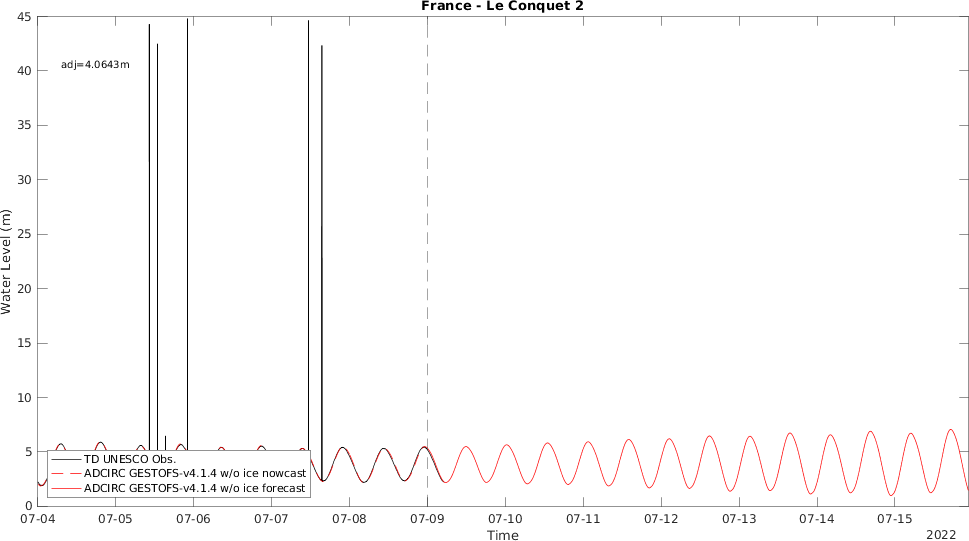 France - Le Conquet 2
45
40
35
30
25
20
15
10
5
0
Water Level (m)
adj=4.0643m
TD UNESCO Obs.
ADCIRC GESTOFS-v4.1.4 w/o ice nowcast
ADCIRC GESTOFS-v4.1.4 w/o ice forecast
07-04 07-05 07-06 07-07 07-08 07-09 07-10 07-11 07-12 07-13 07-14 07-15
Time
2022